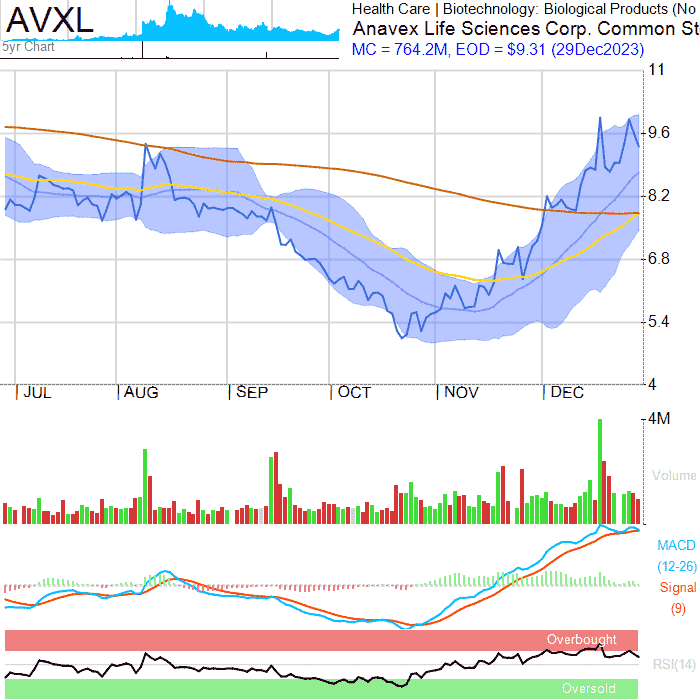 AVXL
5yr Chart
Health Care | Biotechnology: Biological Products (No
Anavex Life Sciences Corp. Common St
MC = 764.2M, EOD = $9.31 (29Dec2023)
11
9.6
8.2
6.8
5.4
4
JUL AUG SEP OCT NOV DEC
4M
Volume
MACD
(12-26)
Signal
(9)
Overbought
RSI(14)
Oversold